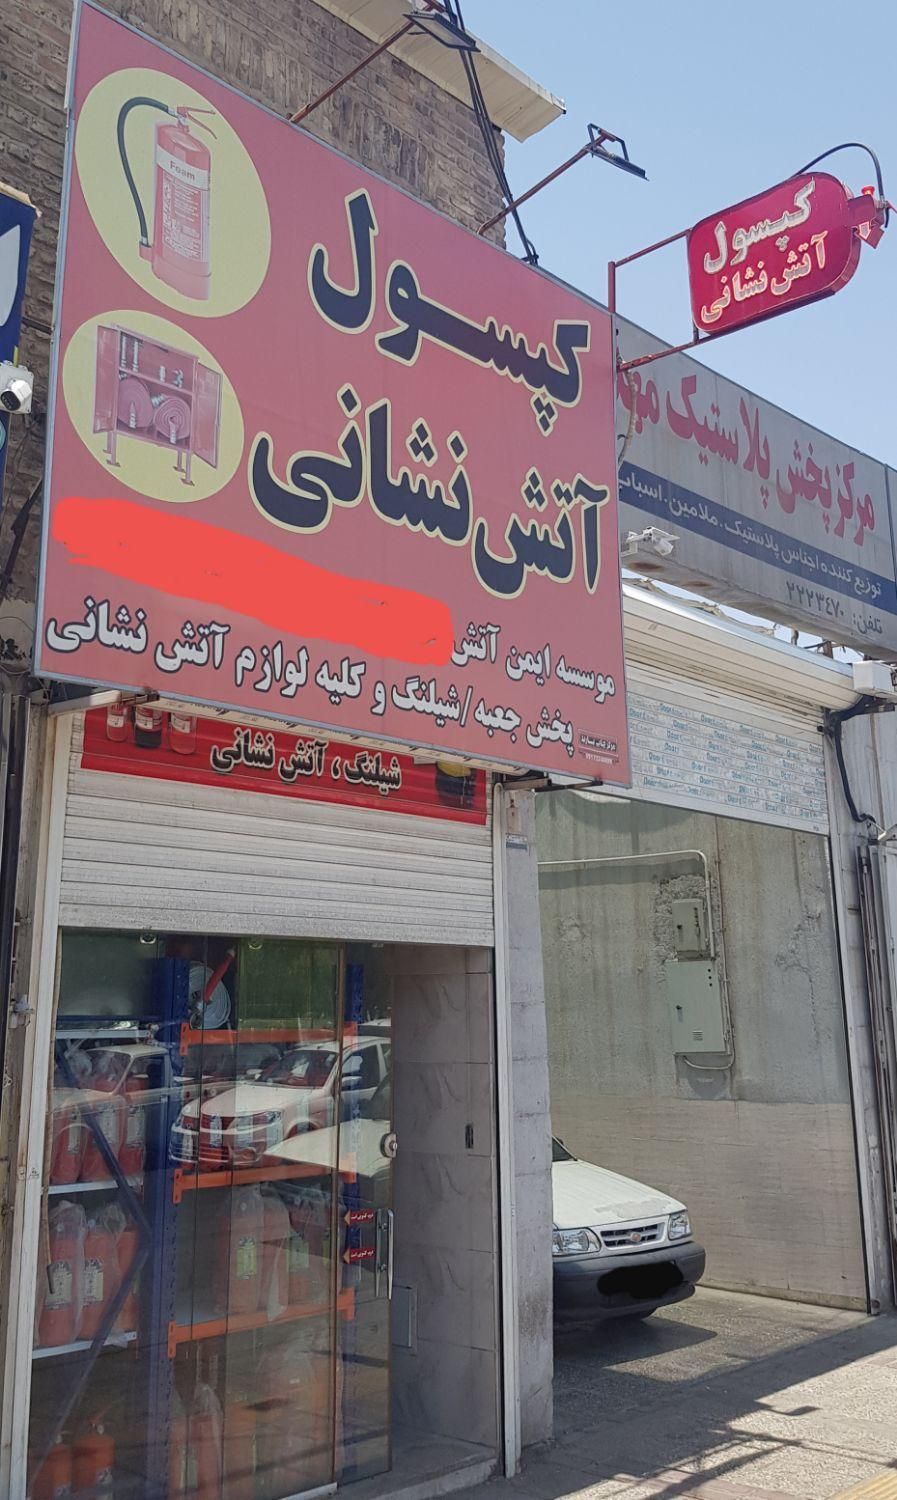 کپسول
آتش نشانی
موسسه ایمن آتش
پخش جعبه/شیلنگ و کلیه لوازم آتش نشانی
Foam
کپسول
آتش نشانی
مرکز پخش پلاستیک
توزیع کننده اجناس پلاستیک. ملامین. اسباب
تلفن: ۲۲۲۳۴۷۰
شیلنگ، آتش نشانی